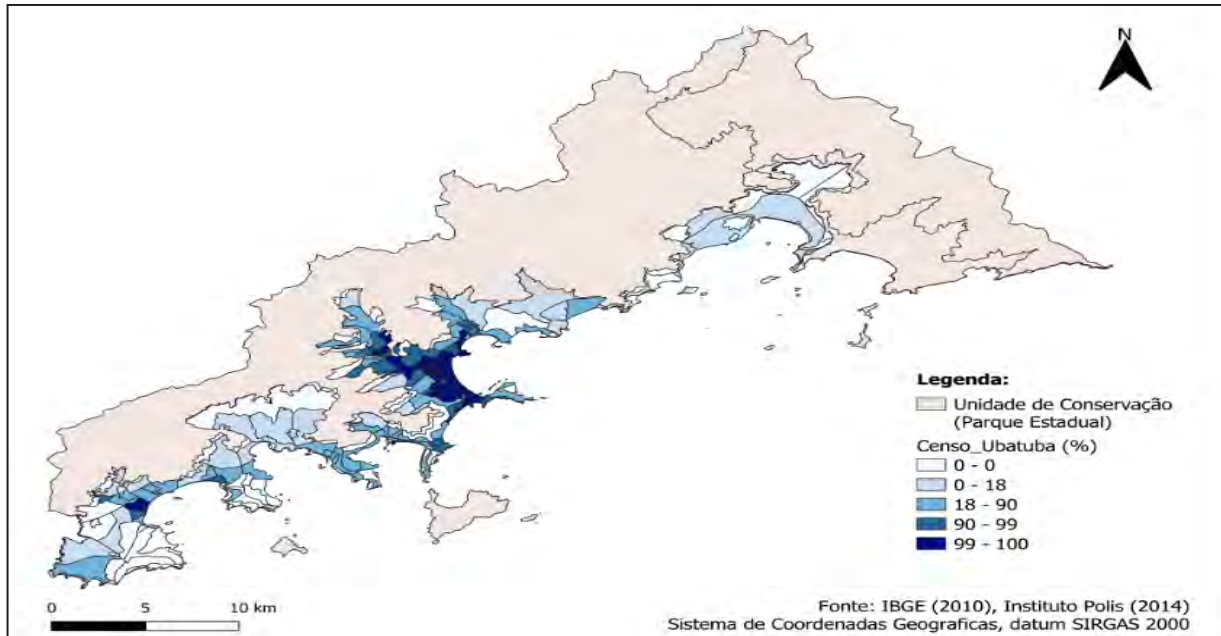 N
Legenda:
Unidade de Conservação
(Parque Estadual)
Censo_Ubatuba (%)
0 - 0
0 - 18
18 - 90
90 - 99
99 - 100
0 5 10 km
Fonte: IBGE (2010), Instituto Polis (2014)
Sistema de Coordenadas Geograficas, datum SIRGAS 2000